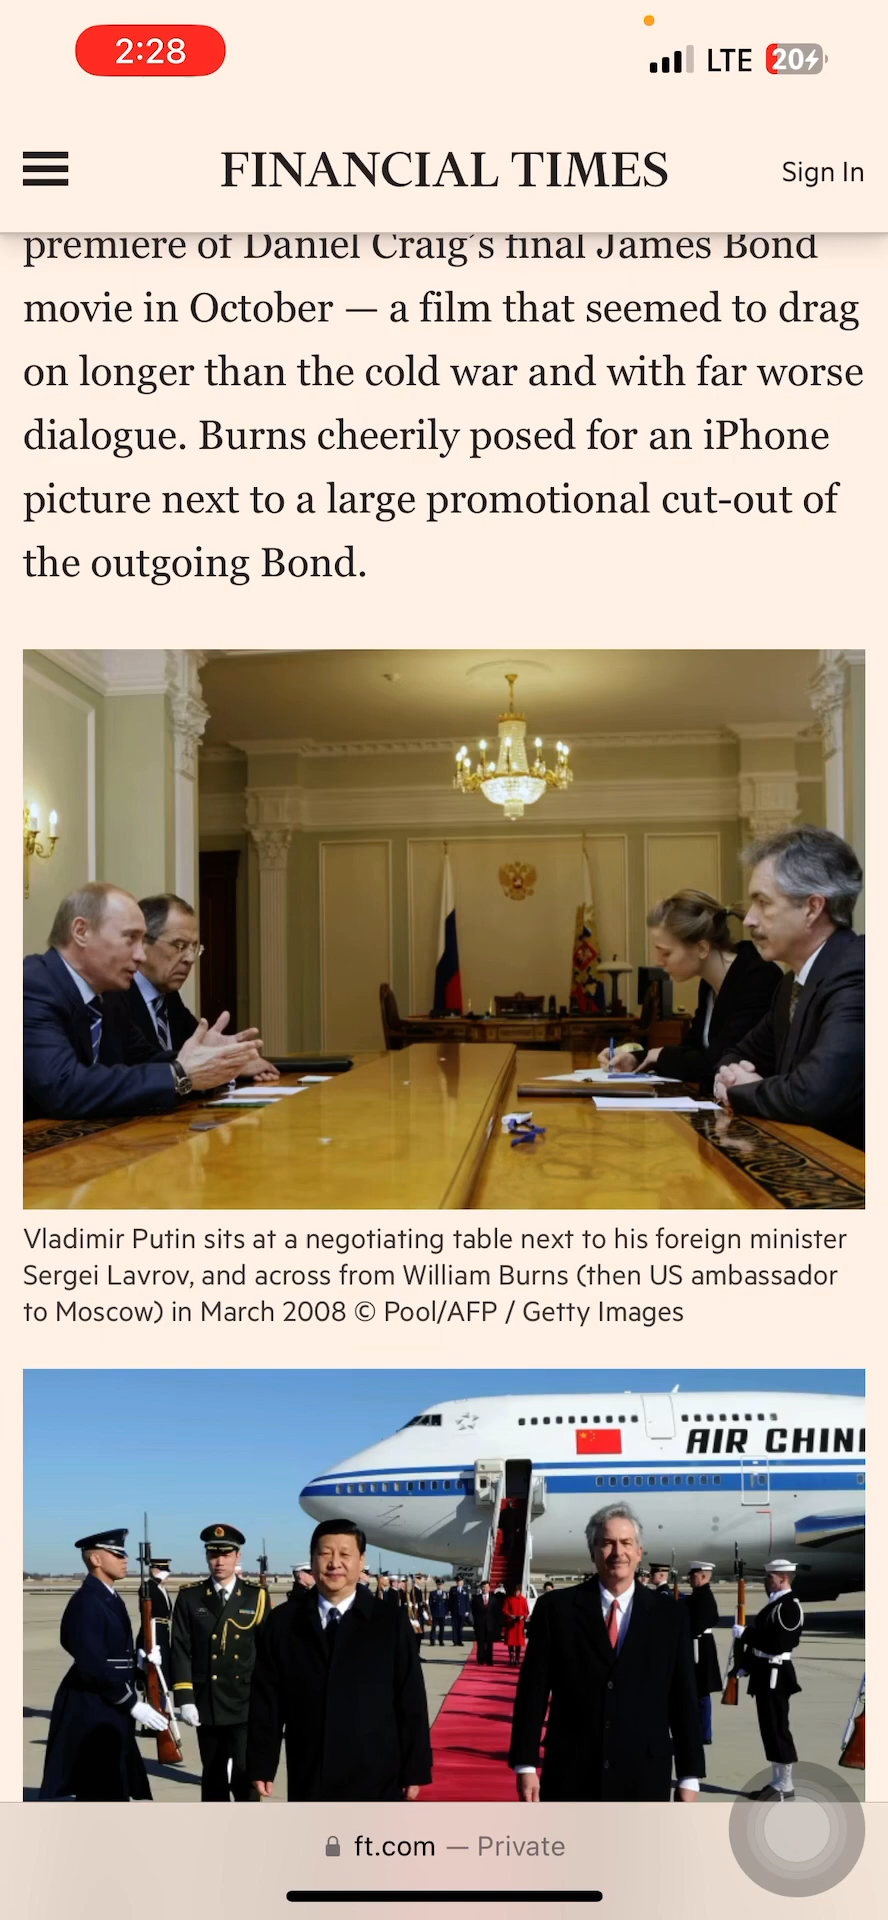 2:28
LTE
20
FINANCIAL TIMES
Sign In
premiere of Daniel Craig’s final James Bond
movie in October — a film that seemed to drag
on longer than the cold war and with far worse
dialogue. Burns cheerily posed for an iPhone
picture next to a large promotional cut-out of
the outgoing Bond.
Vladimir Putin sits at a negotiating table next to his foreign minister
Sergei Lavrov, and across from William Burns (then US ambassador
to Moscow) in March 2008 © Pool/AFP / Getty Images
AIR CHIN
ft.com — Private